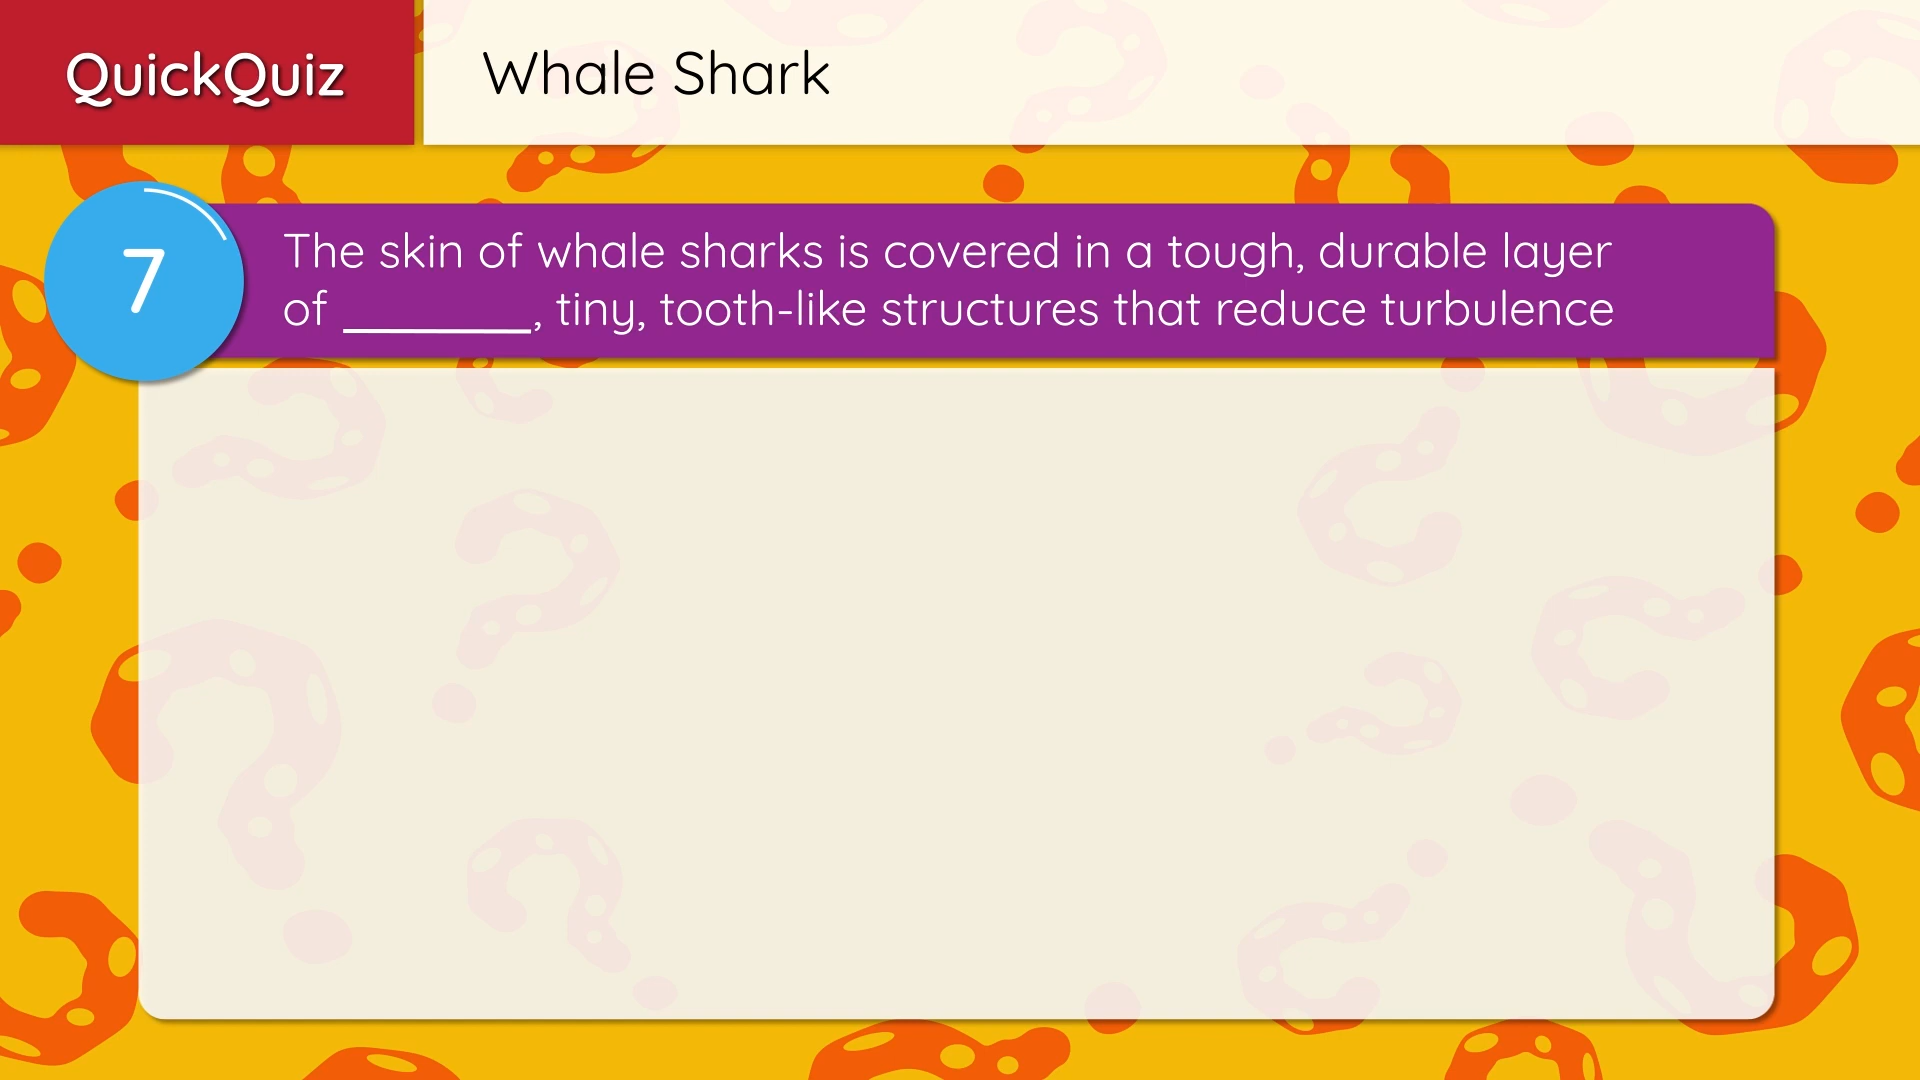 QuickQuiz
Whale Shark
7
The skin of whale sharks is covered in a tough, durable layer
of ________, tiny, tooth-like structures that reduce turbulence